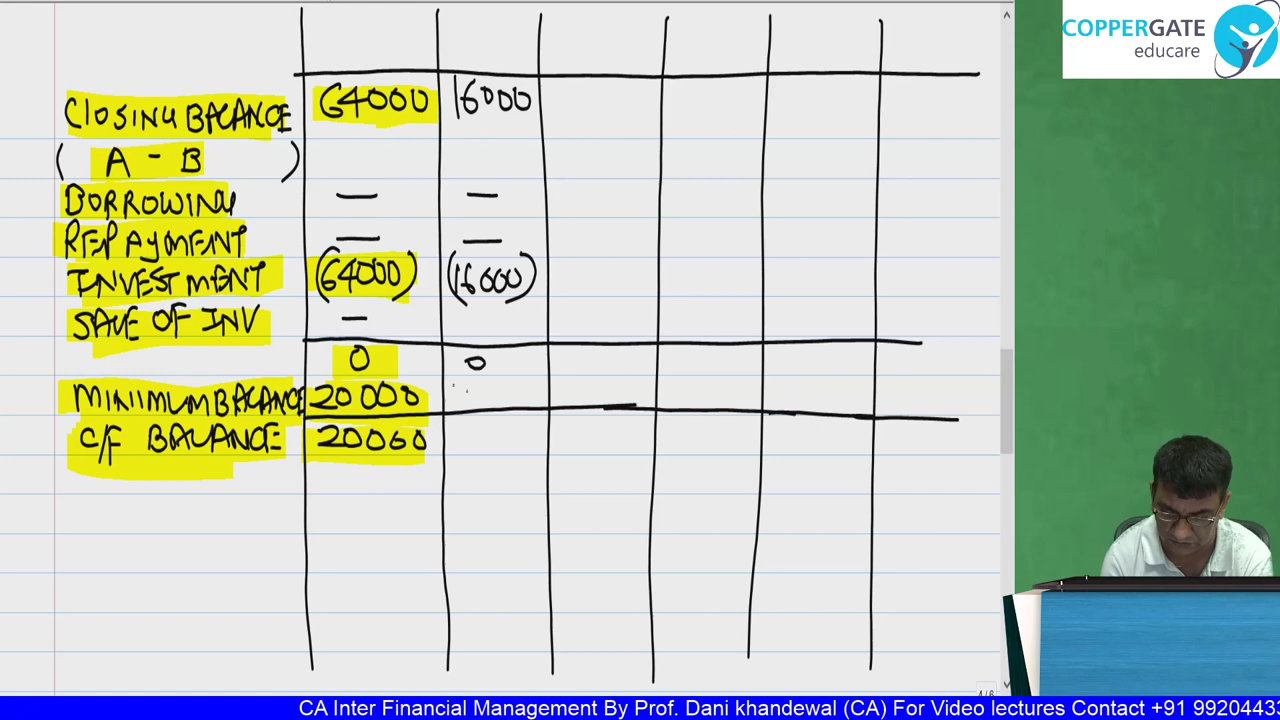 COPPERGATE
educare
CLOSING BALANCE 64000 16000
( A - B )
BORROWING — —
REPAYMENT — —
INVESTMENT (64000) (16000)
SALE OF INV —
0 0
MINIMUM BALANCE 20000
C/F BALANCE 20000
CA Inter Financial Management By Prof. Dani khandewal (CA) For Video lectures Contact +91 9920443